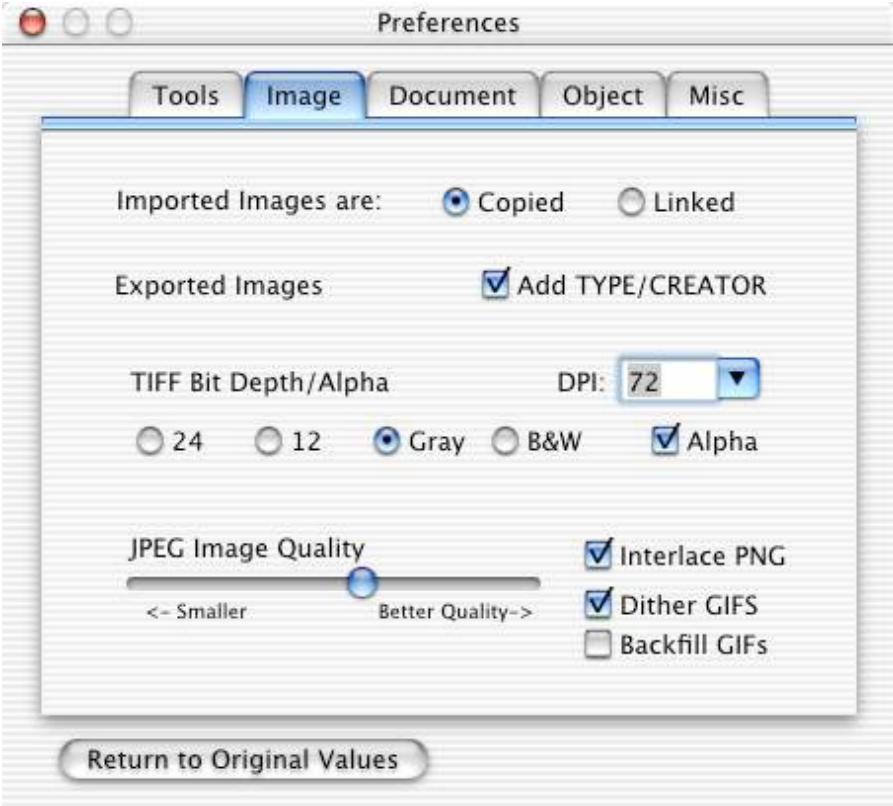 Preferences
Tools Image Document Object Misc
Imported Images are: Copied Linked
Exported Images Add TYPE/CREATOR
TIFF Bit Depth/Alpha DPI: 72
24 12 Gray B&W Alpha
JPEG Image Quality Interlace PNG
<- Smaller Better Quality-> Dither GIFS
Backfill GIFs
Return to Original Values